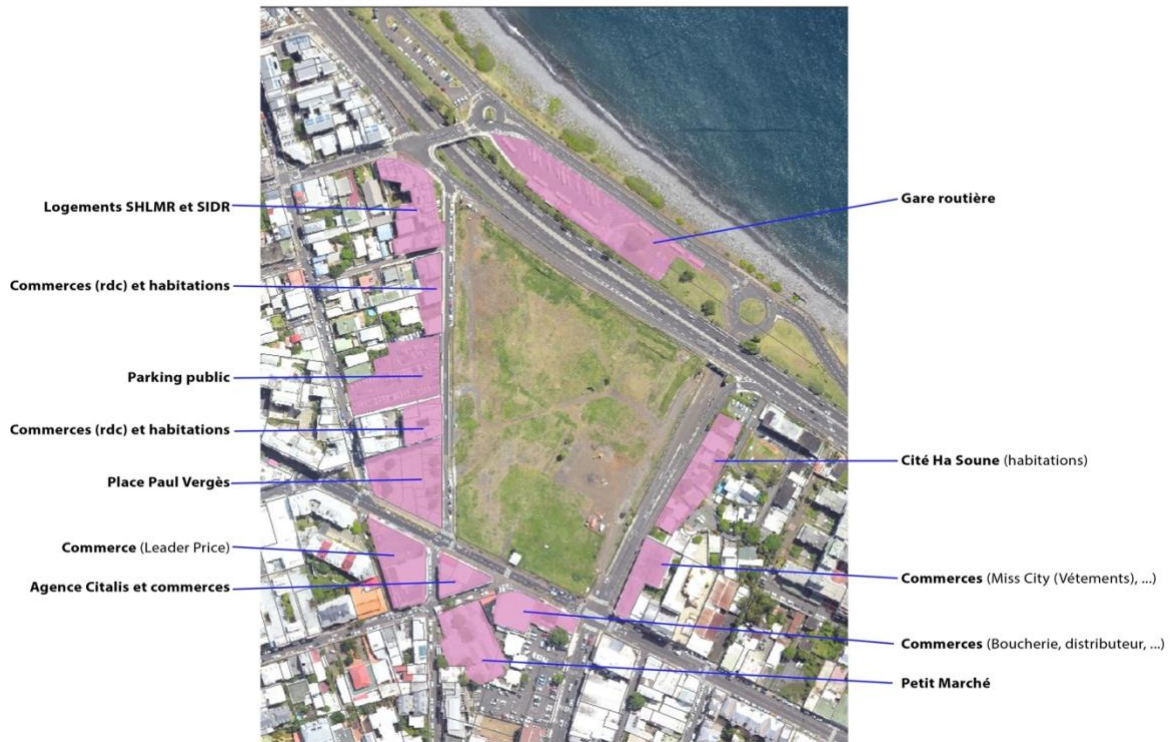 Logements SHLMR et SIDR
Commerces (rdc) et habitations
Parking public
Commerces (rdc) et habitations
Place Paul Vergès
Commerce (Leader Price)
Agence Citalis et commerces
Gare routière
Cité Ha Soune (habitations)
Commerces (Miss City (Vétements), ...)
Commerces (Boucherie, distributeur, ...)
Petit Marché